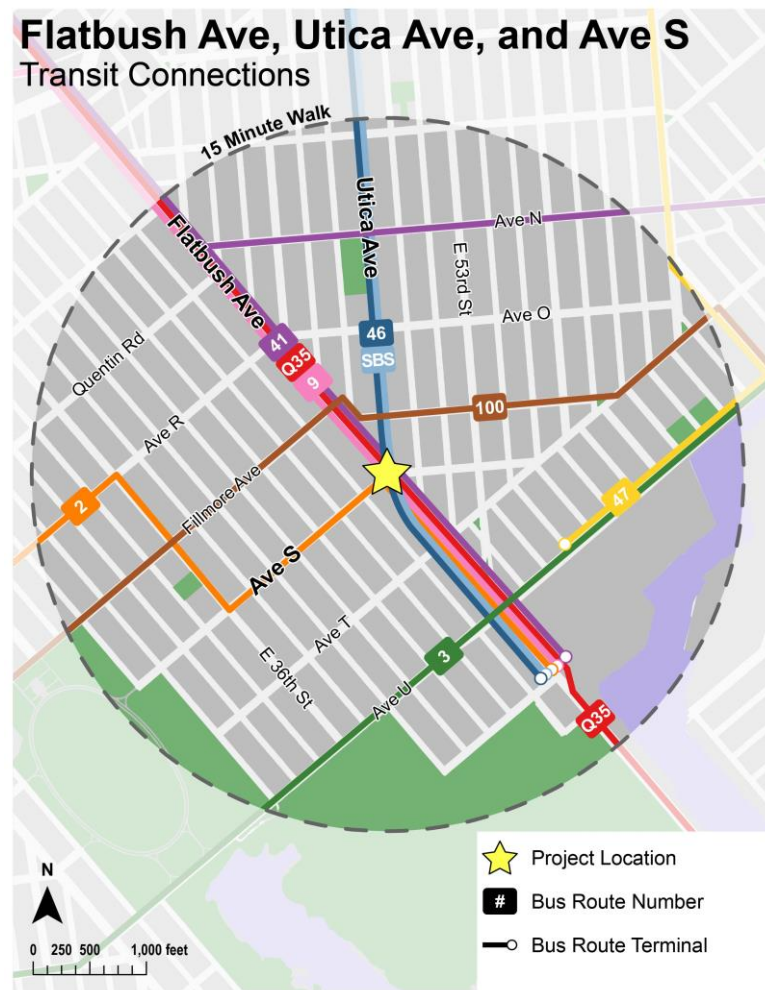 Flatbush Ave, Utica Ave, and Ave S
Transit Connections
15 Minute Walk
Utica Ave
Flatbush Ave
Ave N
E 53rd St
Ave O
46
SBS
41
Q35
9
Quentin Rd
Ave R
100
Fillmore Ave
2
47
Ave S
Ave T
E 36th St
3
Ave U
Q35
Project Location
# Bus Route Number
Bus Route Terminal
N
0 250 500 1,000 feet